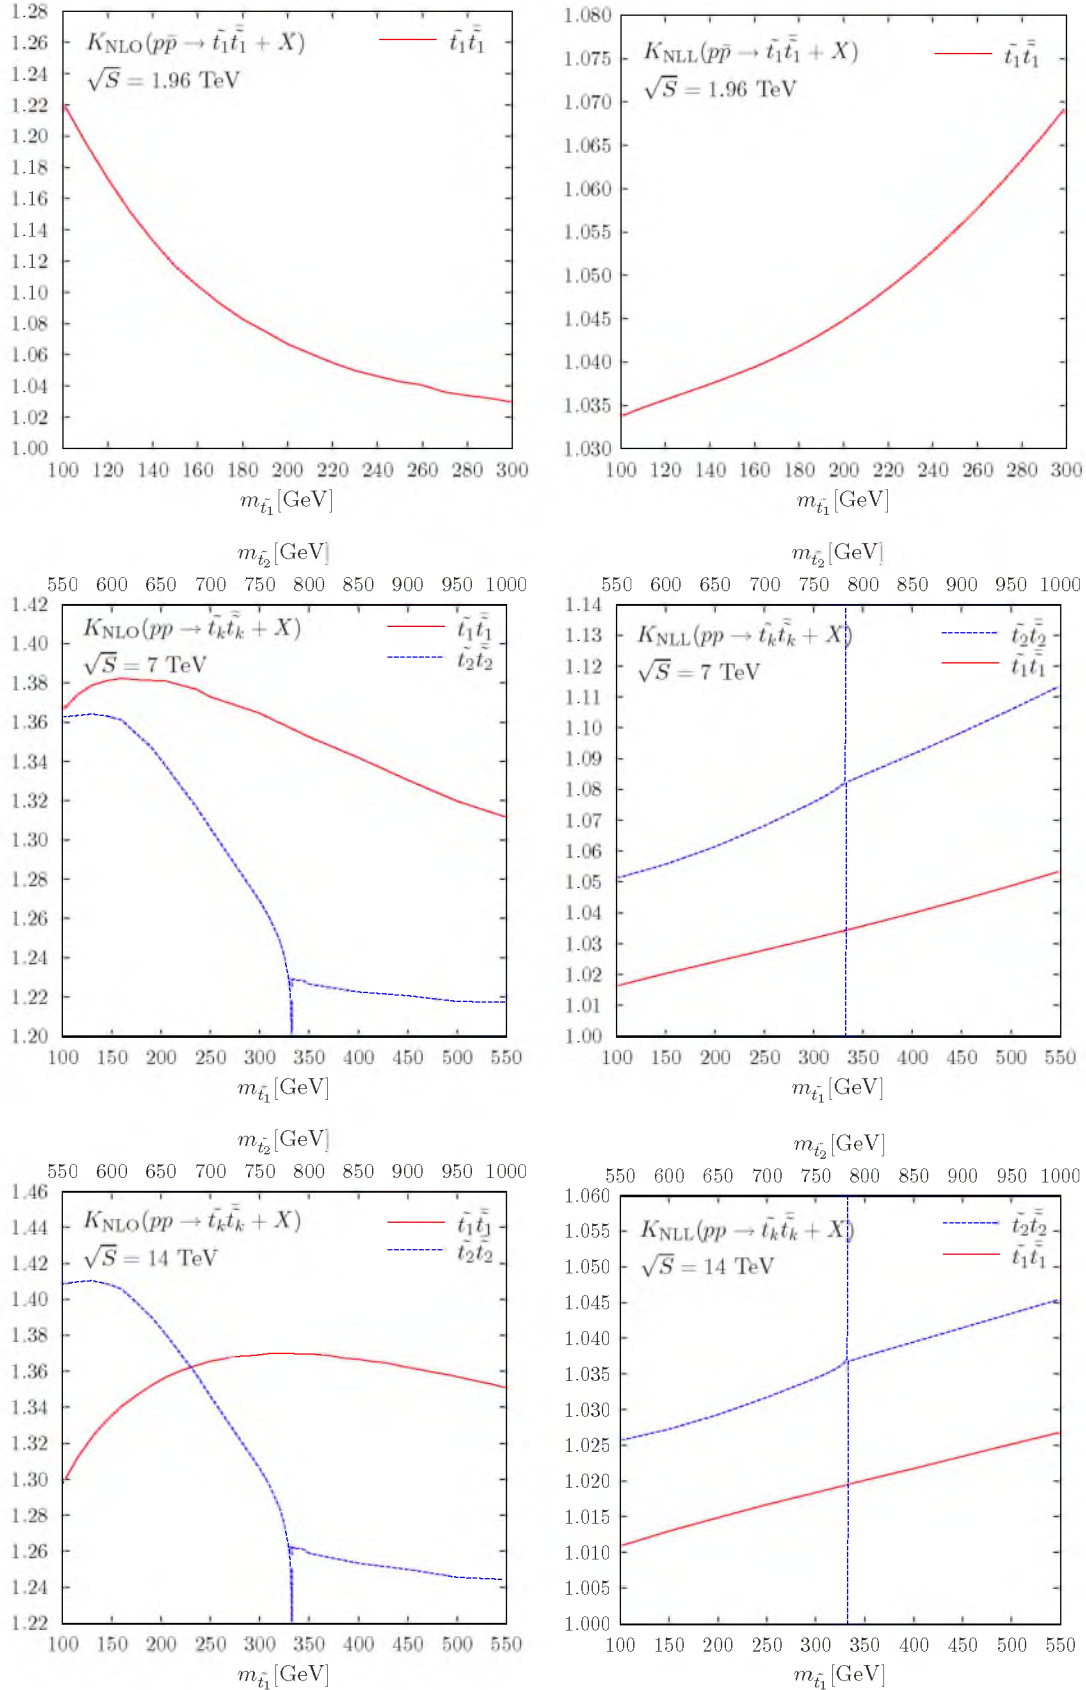 K_NLO(pp̄ → t̃₁t̃̄₁ + X)
√S = 1.96 TeV
t̃₁t̃̄₁
1.28
1.26
1.24
1.22
1.20
1.18
1.16
1.14
1.12
1.10
1.08
1.06
1.04
1.02
1.00
100 120 140 160 180 200 220 240 260 280 300
m_t̃₁[GeV]
K_NLL(pp̄ → t̃₁t̃̄₁ + X)
√S = 1.96 TeV
t̃₁t̃̄₁
1.080
1.075
1.070
1.065
1.060
1.055
1.050
1.045
1.040
1.035
1.030
100 120 140 160 180 200 220 240 260 280 300
m_t̃₁[GeV]
m_t̃₂[GeV]
550 600 650 700 750 800 850 900 950 1000
K_NLO(pp → t̃ₖt̃̄ₖ + X)
√S = 7 TeV
t̃₁t̃̄₁
t̃₂t̃̄₂
1.42
1.40
1.38
1.36
1.34
1.32
1.30
1.28
1.26
1.24
1.22
1.20
100 150 200 250 300 350 400 450 500 550
m_t̃₁[GeV]
m_t̃₂[GeV]
550 600 650 700 750 800 850 900 950 1000
K_NLL(pp → t̃ₖt̃̄ₖ + X)
√S = 7 TeV
t̃₂t̃̄₂
t̃₁t̃̄₁
1.14
1.13
1.12
1.11
1.10
1.09
1.08
1.07
1.06
1.05
1.04
1.03
1.02
1.01
1.00
100 150 200 250 300 350 400 450 500 550
m_t̃₁[GeV]
m_t̃₂[GeV]
550 600 650 700 750 800 850 900 950 1000
K_NLO(pp → t̃ₖt̃̄ₖ + X)
√S = 14 TeV
t̃₁t̃̄₁
t̃₂t̃̄₂
1.46
1.44
1.42
1.40
1.38
1.36
1.34
1.32
1.30
1.28
1.26
1.24
1.22
100 150 200 250 300 350 400 450 500 550
m_t̃₁[GeV]
m_t̃₂[GeV]
550 600 650 700 750 800 850 900 950 1000
K_NLL(pp → t̃ₖt̃̄ₖ + X)
√S = 14 TeV
t̃₂t̃̄₂
t̃₁t̃̄₁
1.060
1.055
1.050
1.045
1.040
1.035
1.030
1.025
1.020
1.015
1.010
1.005
1.000
100 150 200 250 300 350 400 450 500 550
m_t̃₁[GeV]